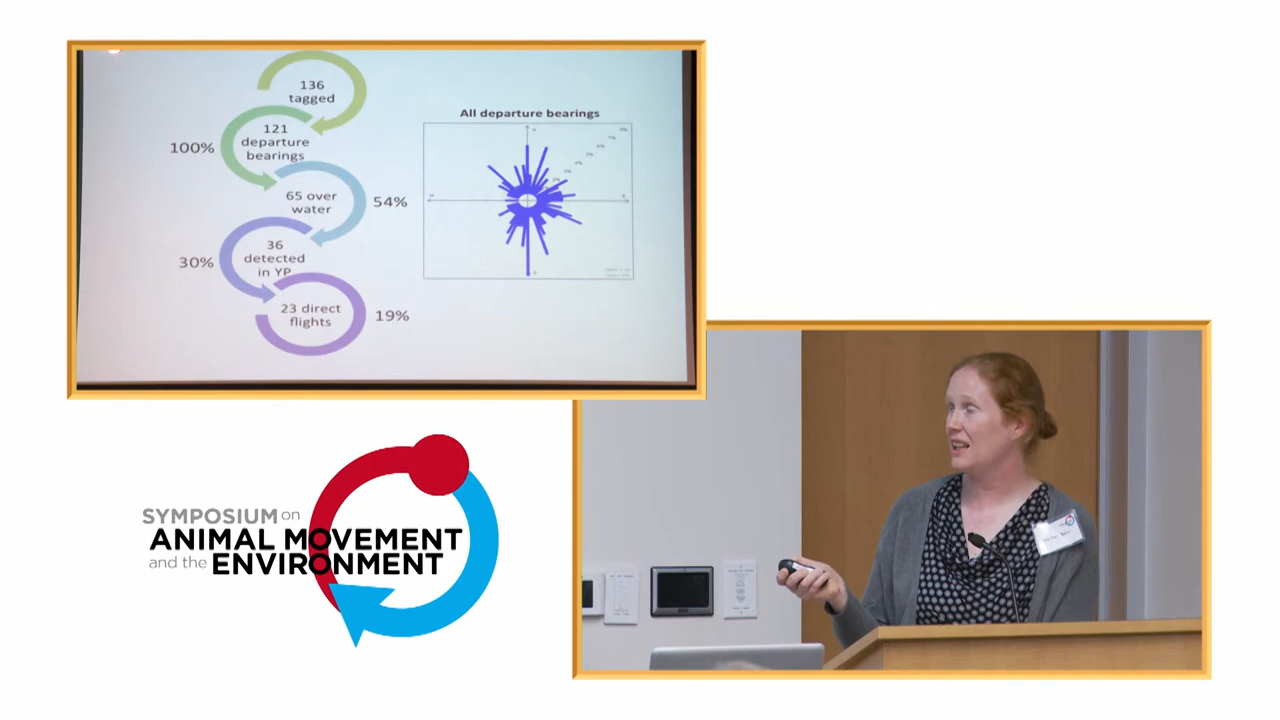 136
tagged
121
departure
bearings
100%
65 over
water
54%
36
detected
in YP
30%
23 direct
flights
19%
All departure bearings
SYMPOSIUM on
ANIMAL MOVEMENT
and the ENVIRONMENT